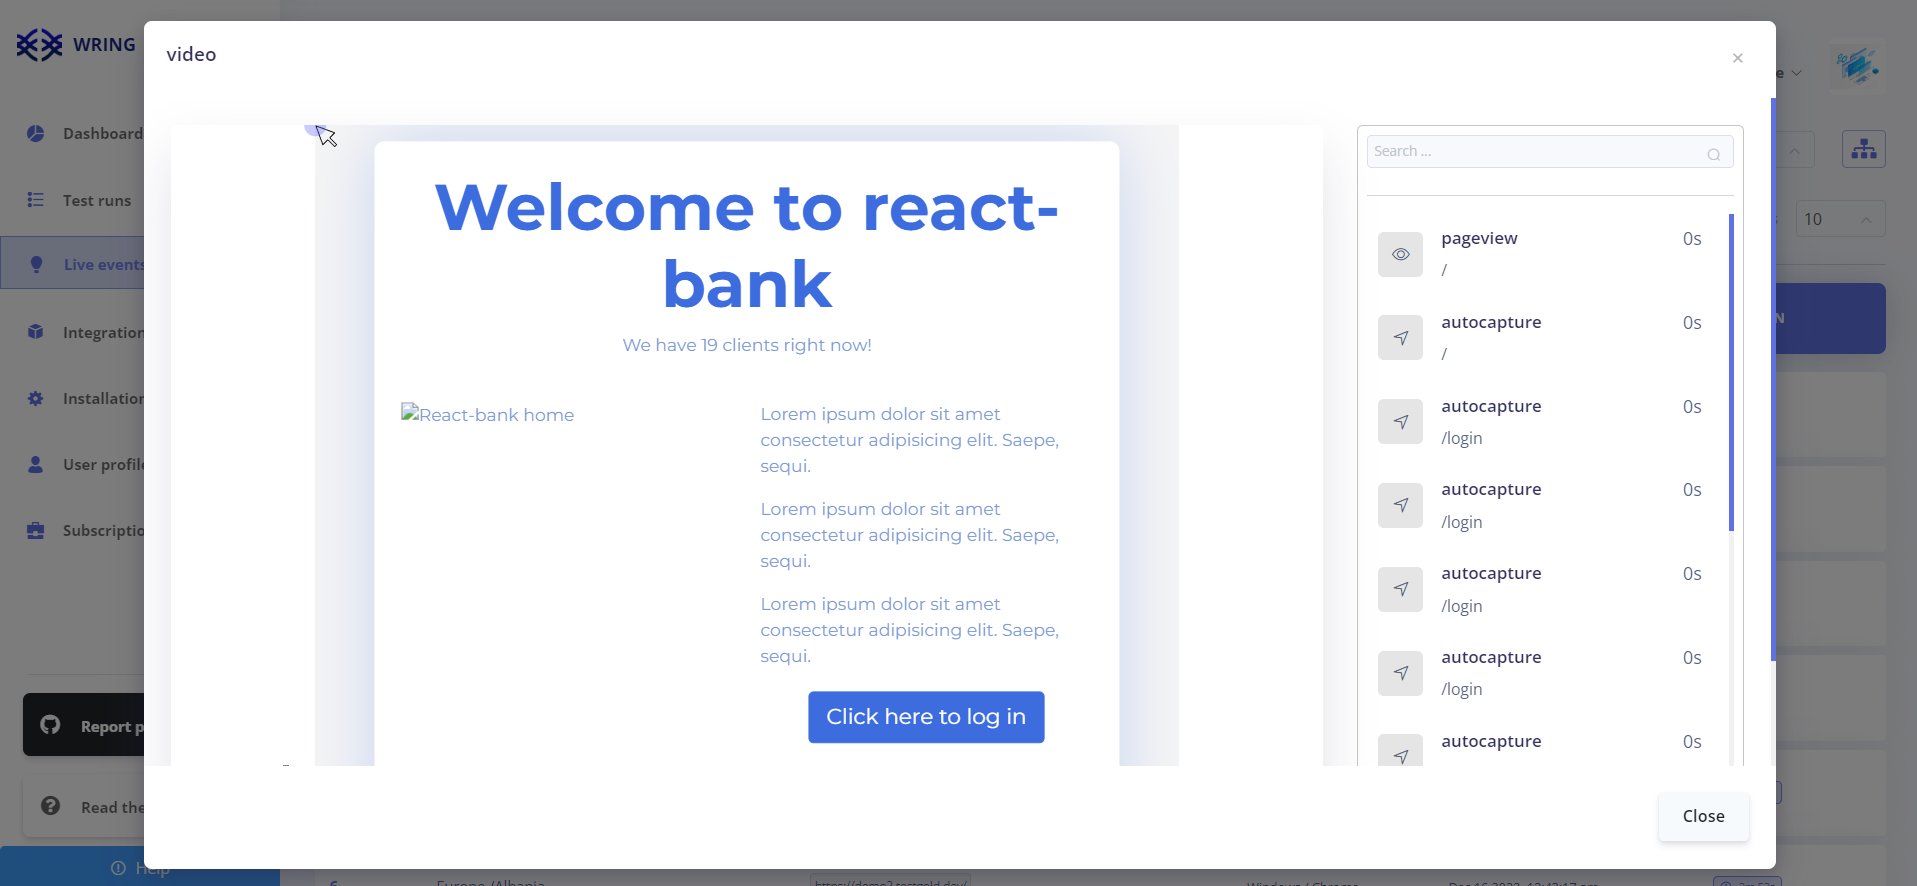 WRING
Dashboard
Test runs
Live events
Integration
Installation
User profile
Subscriptio
Report p
Read the
Help
video
×
Welcome to react-
bank
We have 19 clients right now!
React-bank home
Lorem ipsum dolor sit amet
consectetur adipisicing elit. Saepe,
sequi.
Lorem ipsum dolor sit amet
consectetur adipisicing elit. Saepe,
sequi.
Lorem ipsum dolor sit amet
consectetur adipisicing elit. Saepe,
sequi.
Click here to log in
Search ...
pageview 0s
/
autocapture 0s
/
autocapture 0s
/login
autocapture 0s
/login
autocapture 0s
/login
autocapture 0s
/login
autocapture 0s
Close
e
10
N